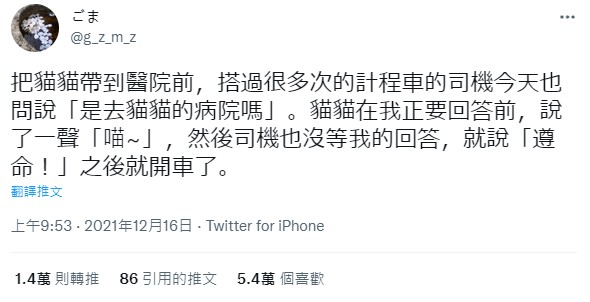 ごま
@g_z_m_z
把貓貓帶到醫院前，搭過很多次的計程車的司機今天也
問說「是去貓貓的病院嗎」。貓貓在我正要回答前，說
了一聲「喵~」，然後司機也沒等我的回答，就說「遵
命！」之後就開車了。
翻譯推文
上午9:53 · 2021年12月16日 · Twitter for iPhone
1.4萬 則轉推 86 引用的推文 5.4萬 個喜歡